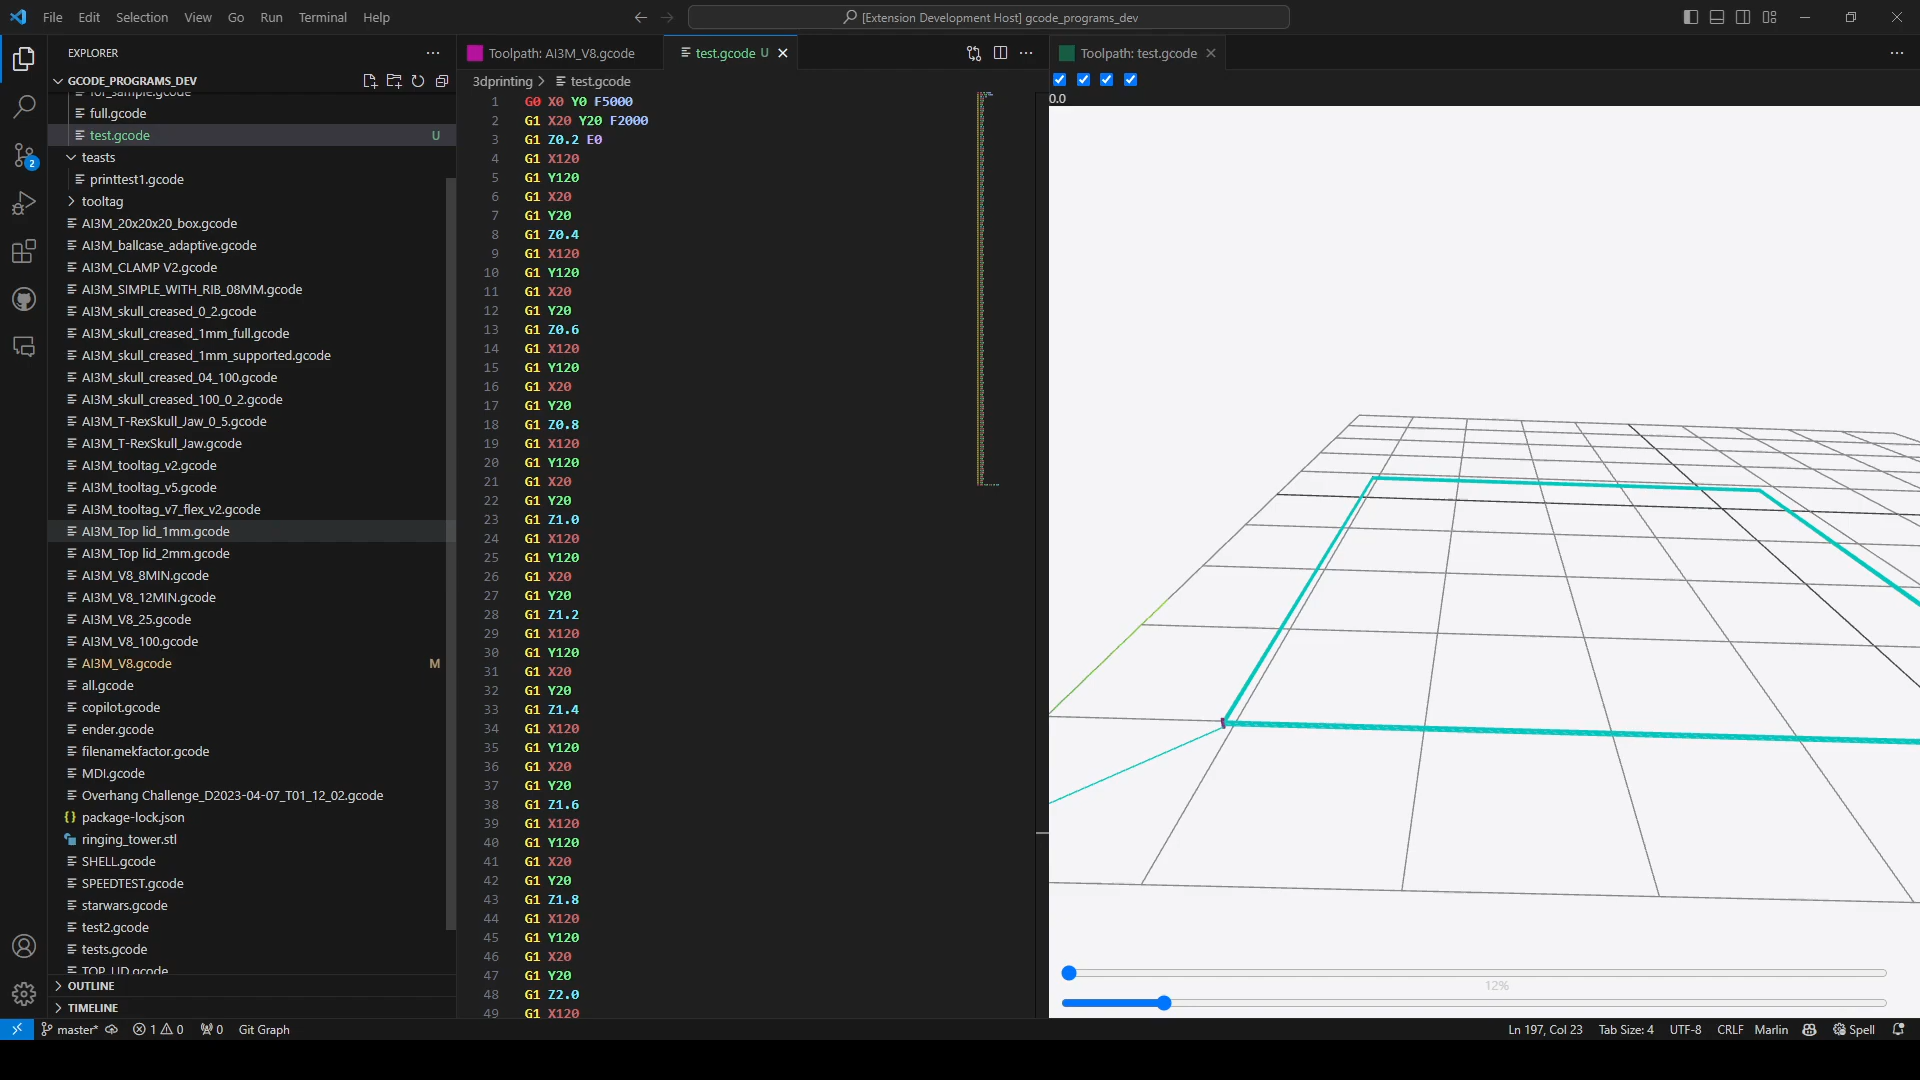 File Edit Selection View Go Run Terminal Help
[Extension Development Host] gcode_programs_dev
EXPLORER
GCODE_PROGRAMS_DEV
for_sample.gcode
full.gcode
test.gcode U
teasts
printtest1.gcode
tooltag
AI3M_20x20x20_box.gcode
AI3M_ballcase_adaptive.gcode
AI3M_CLAMP V2.gcode
AI3M_SIMPLE_WITH_RIB_08MM.gcode
AI3M_skull_creased_0_2.gcode
AI3M_skull_creased_1mm_full.gcode
AI3M_skull_creased_1mm_supported.gcode
AI3M_skull_creased_04_100.gcode
AI3M_skull_creased_100_0_2.gcode
AI3M_T-RexSkull_Jaw_0_5.gcode
AI3M_T-RexSkull_Jaw.gcode
AI3M_tooltag_v2.gcode
AI3M_tooltag_v5.gcode
AI3M_tooltag_v7_flex_v2.gcode
AI3M_Top lid_1mm.gcode
AI3M_Top lid_2mm.gcode
AI3M_V8_8MIN.gcode
AI3M_V8_12MIN.gcode
AI3M_V8_25.gcode
AI3M_V8_100.gcode
AI3M_V8.gcode M
all.gcode
copilot.gcode
ender.gcode
filenamekfactor.gcode
MDI.gcode
Overhang Challenge_D2023-04-07_T01_12_02.gcode
package-lock.json
ringing_tower.stl
SHELL.gcode
SPEEDTEST.gcode
starwars.gcode
test2.gcode
tests.gcode
OUTLINE
TIMELINE
Toolpath: AI3M_V8.gcode
test.gcode U
3dprinting > test.gcode
1 G0 X0 Y0 F5000
2 G1 X20 Y20 F2000
3 G1 Z0.2 E0
4 G1 X120
5 G1 Y120
6 G1 X20
7 G1 Y20
8 G1 Z0.4
9 G1 X120
10 G1 Y120
11 G1 X20
12 G1 Y20
13 G1 Z0.6
14 G1 X120
15 G1 Y120
16 G1 X20
17 G1 Y20
18 G1 Z0.8
19 G1 X120
20 G1 Y120
21 G1 X20
22 G1 Y20
23 G1 Z1.0
24 G1 X120
25 G1 Y120
26 G1 X20
27 G1 Y20
28 G1 Z1.2
29 G1 X120
30 G1 Y120
31 G1 X20
32 G1 Y20
33 G1 Z1.4
34 G1 X120
35 G1 Y120
36 G1 X20
37 G1 Y20
38 G1 Z1.6
39 G1 X120
40 G1 Y120
41 G1 X20
42 G1 Y20
43 G1 Z1.8
44 G1 X120
45 G1 Y120
46 G1 X20
47 G1 Y20
48 G1 Z2.0
49 G1 X120
Toolpath: test.gcode
0.0
12%
2
master* 1 0 0 Git Graph
Ln 197, Col 23 Tab Size: 4 UTF-8 CRLF Marlin Spell